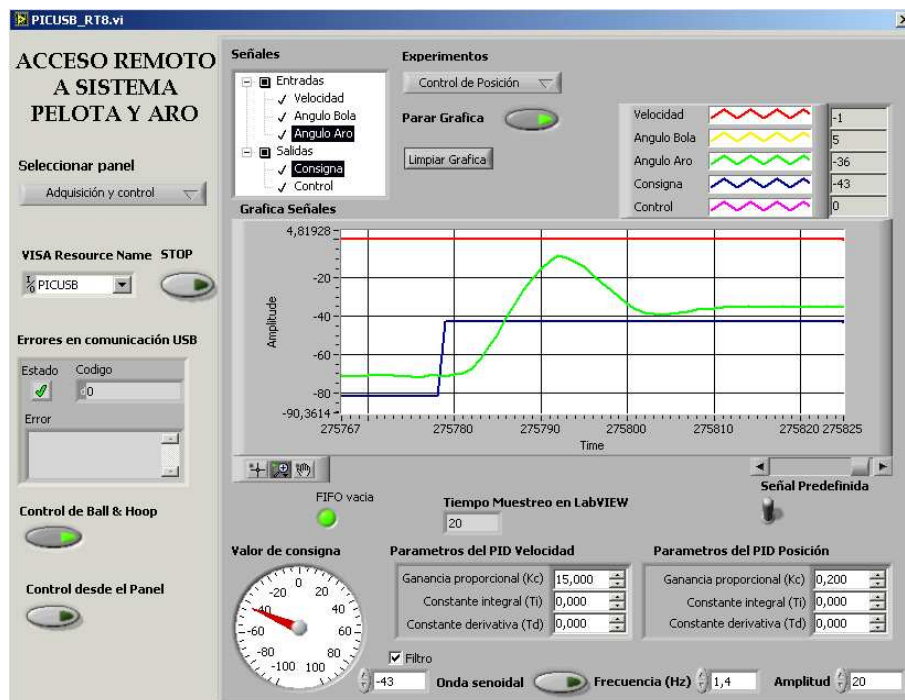 PICUSB_RT8.vi
ACCESO REMOTO
A SISTEMA
PELOTA Y ARO
Seleccionar panel
Adquisición y control
VISA Resource Name STOP
PICUSB
Errores en comunicación USB
Estado Codigo
d0
Error
Control de Ball & Hoop
Control desde el Panel
Señales
Entradas
Velocidad
Angulo Bola
Angulo Aro
Salidas
Consigna
Control
Experimentos
Control de Posición
Parar Grafica
Limpiar Grafica
Velocidad -1
Angulo Bola 5
Angulo Aro -36
Consigna -43
Control 0
Grafica Señales
Amplitude
4,81928
-20
-40
-60
-80
-90,3614
275767 275780 275790 275800 275810 275820 275825
Time
FIFO vacia
Tiempo Muestreo en LabVIEW
20
Señal Predefinida
Valor de consigna
0
-20 20
-40 40
-60 60
-80 80
-100 100
-43
Parametros del PID Velocidad
Ganancia proporcional (Kc) 15,000
Constante integral (Ti) 0,000
Constante derivativa (Td) 0,000
Parametros del PID Posición
Ganancia proporcional (Kc) 0,200
Constante integral (Ti) 0,000
Constante derivativa (Td) 0,000
Filtro
Onda senoidal Frecuencia (Hz) 1,4 Amplitud 20